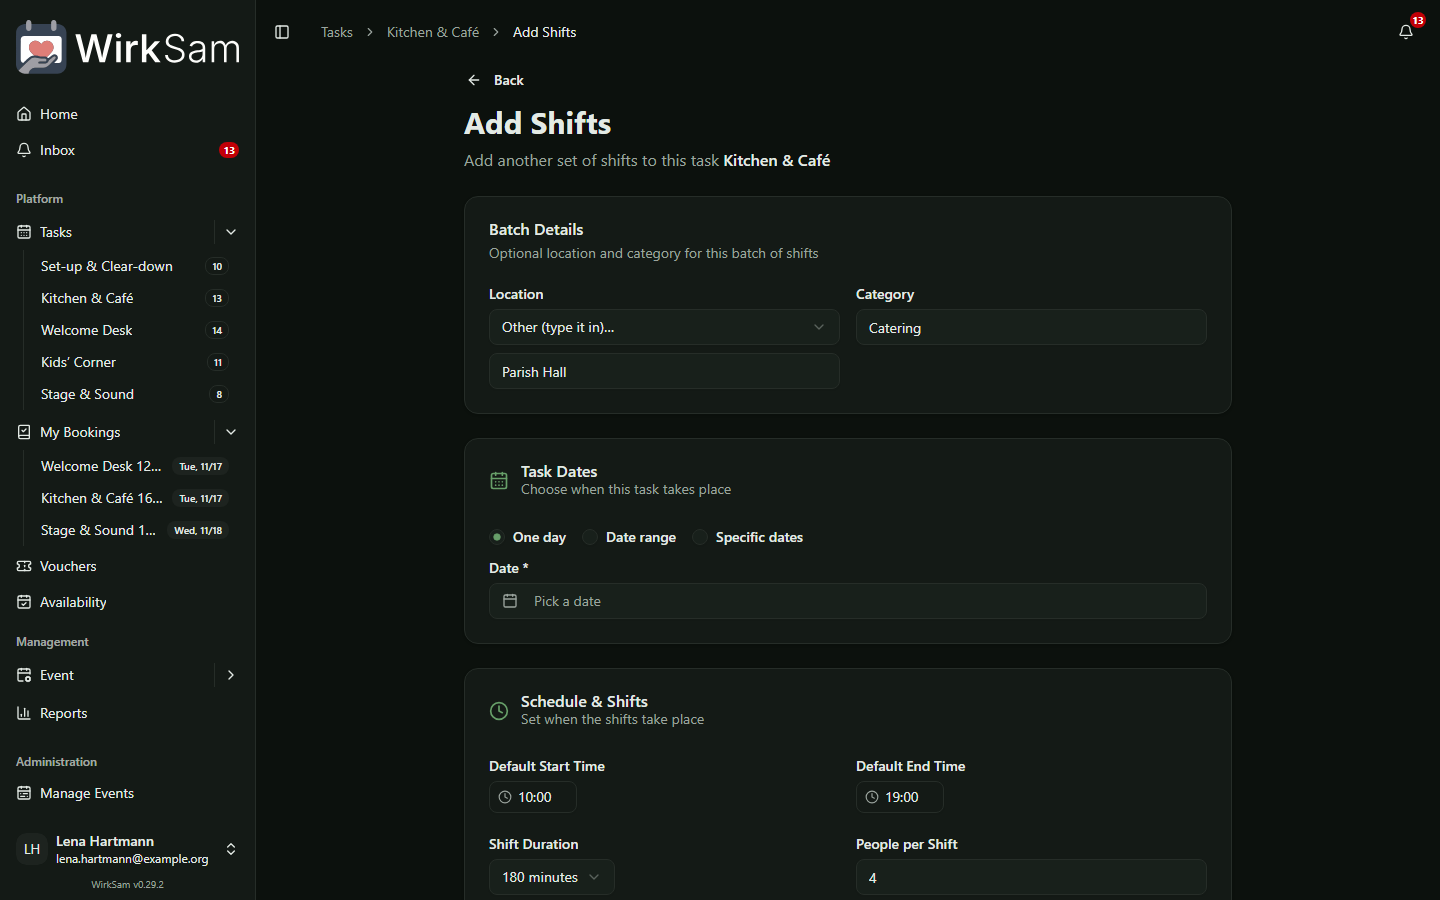 WirkSam
Home
Inbox 13
Platform
Tasks
Set-up & Clear-down 10
Kitchen & Café 13
Welcome Desk 14
Kids’ Corner 11
Stage & Sound 8
My Bookings
Welcome Desk 12... Tue, 11/17
Kitchen & Café 16... Tue, 11/17
Stage & Sound 1... Wed, 11/18
Vouchers
Availability
Management
Event
Reports
Administration
Manage Events
LH
Lena Hartmann
lena.hartmann@example.org
WirkSam v0.29.2
Tasks > Kitchen & Café > Add Shifts
13
Back
Add Shifts
Add another set of shifts to this task Kitchen & Café
Batch Details
Optional location and category for this batch of shifts
Location
Other (type it in)...
Parish Hall
Category
Catering
Task Dates
Choose when this task takes place
One day Date range Specific dates
Date *
Pick a date
Schedule & Shifts
Set when the shifts take place
Default Start Time
10:00
Default End Time
19:00
Shift Duration
180 minutes
People per Shift
4